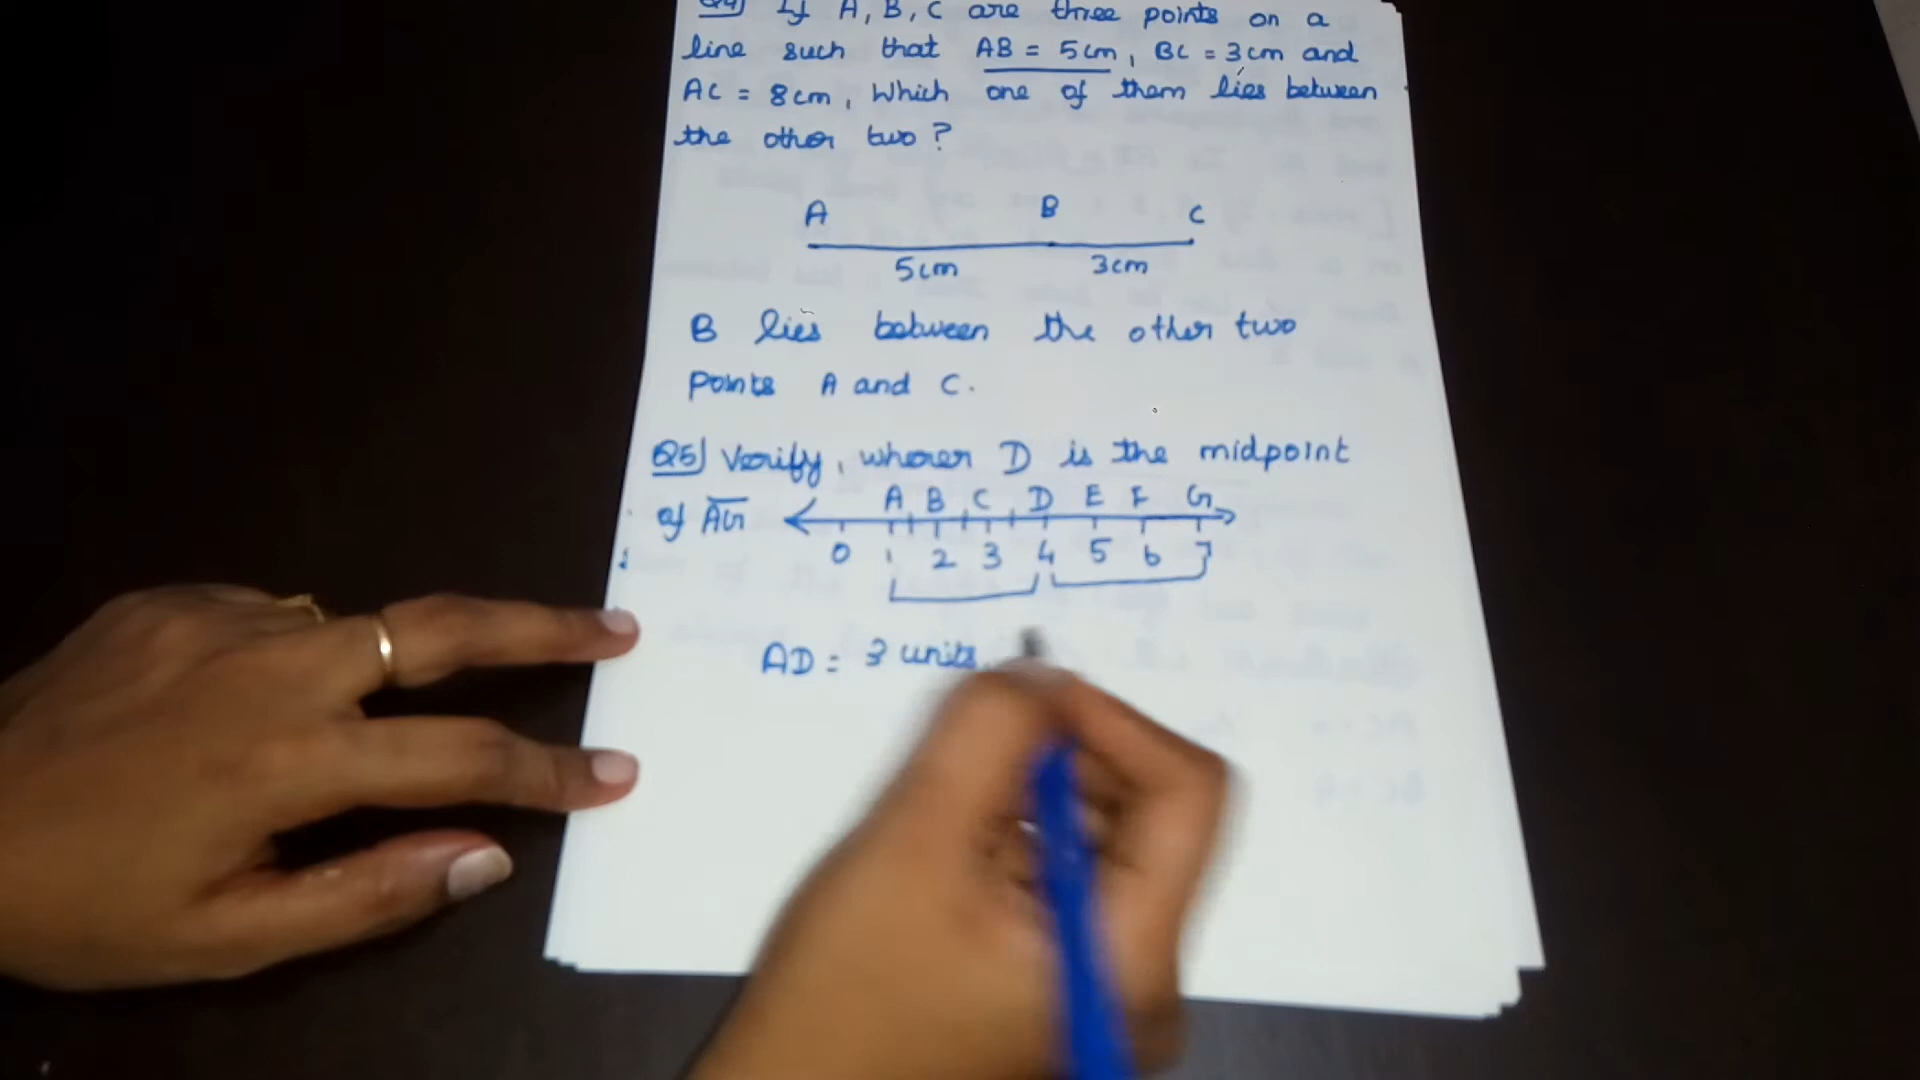 Q4) If A, B, C are three points on a
line such that AB = 5cm, BC = 3cm and
AC = 8cm, Which one of them lies between
the other two?
A B C
5cm 3cm
B lies between the other two
points A and C.
Q5) Verify, wherer D is the midpoint
of AG
A B C D E F G
0 1 2 3 4 5 6 7
AD = 3 units